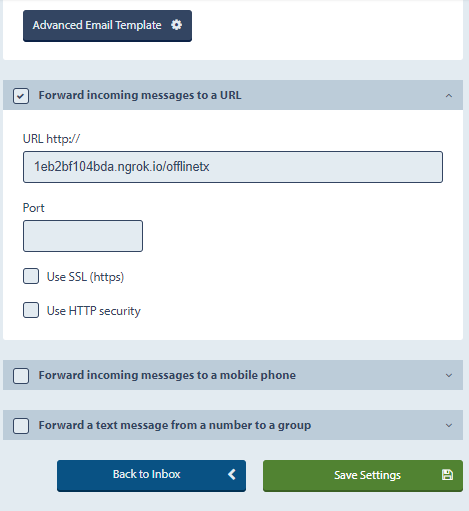 Advanced Email Template
Forward incoming messages to a URL
URL http://
1eb2bf104bda.ngrok.io/offlinetx
Port
Use SSL (https)
Use HTTP security
Forward incoming messages to a mobile phone
Forward a text message from a number to a group
Back to Inbox
Save Settings